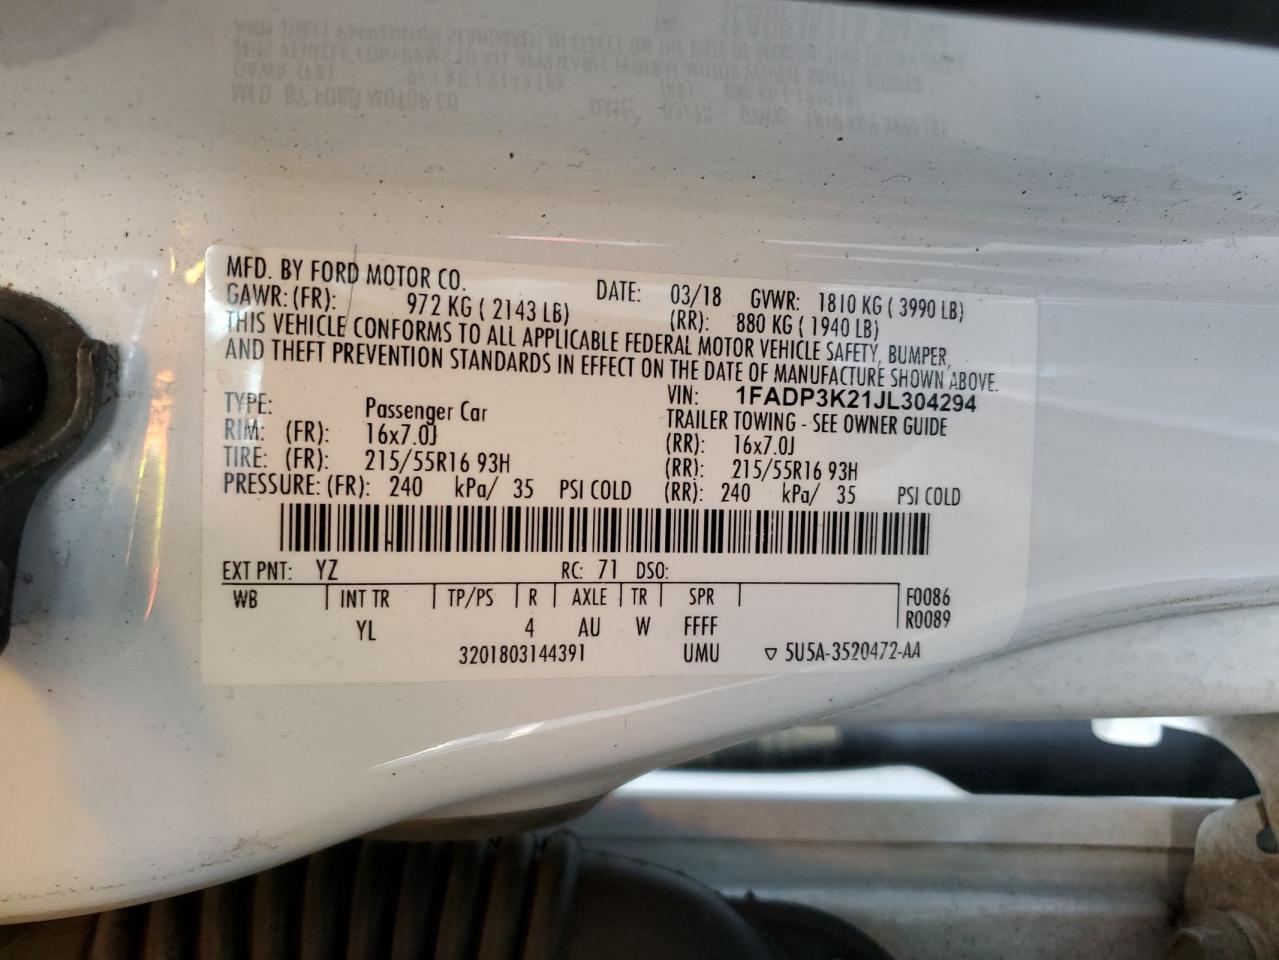 MFD. BY FORD MOTOR CO. DATE: 03/18 GVWR: 1810 KG ( 3990 LB)
GAWR: (FR): 972 KG ( 2143 LB) (RR): 880 KG ( 1940 LB)
THIS VEHICLE CONFORMS TO ALL APPLICABLE FEDERAL MOTOR VEHICLE SAFETY, BUMPER,
AND THEFT PREVENTION STANDARDS IN EFFECT ON THE DATE OF MANUFACTURE SHOWN ABOVE.
VIN: 1FADP3K21JL304294
TYPE: Passenger Car TRAILER TOWING - SEE OWNER GUIDE
RIM: (FR): 16x7.0J (RR): 16x7.0J
TIRE: (FR): 215/55R16 93H (RR): 215/55R16 93H
PRESSURE: (FR): 240 kPa/ 35 PSI COLD (RR): 240 kPa/ 35 PSI COLD
EXT PNT: YZ RC: 71 DSO:
WB INT TR TP/PS R AXLE TR SPR F0086
R0089
YL 4 AU W FFFF
3201803144391 UMU ▽ 5U5A-3520472-AA